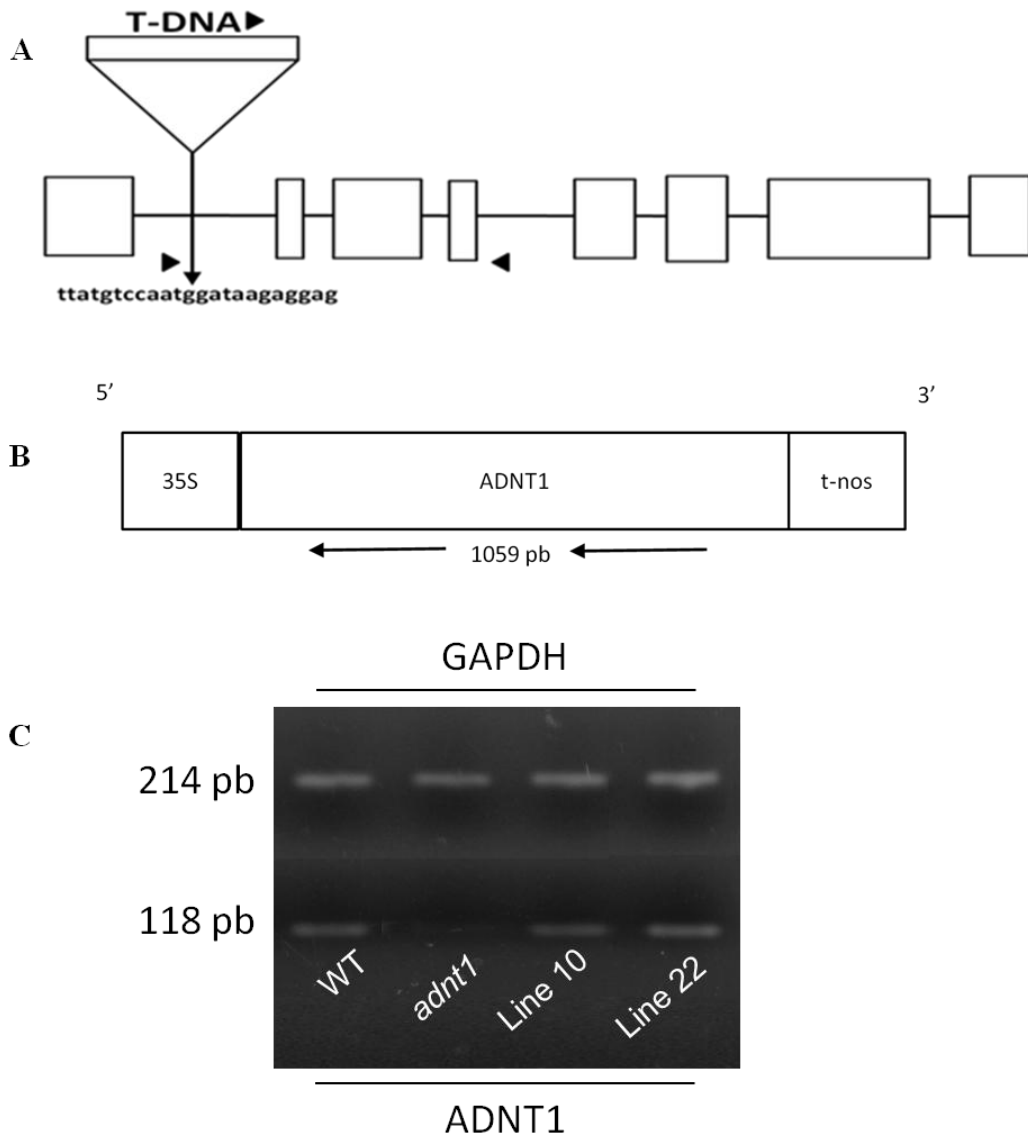 A
T-DNA
ttatgtccaatggataagaggag
5’
3’
B
35S
ADNT1
t-nos
1059 pb
GAPDH
C
214 pb
118 pb
WT
adnt1
Line 10
Line 22
ADNT1